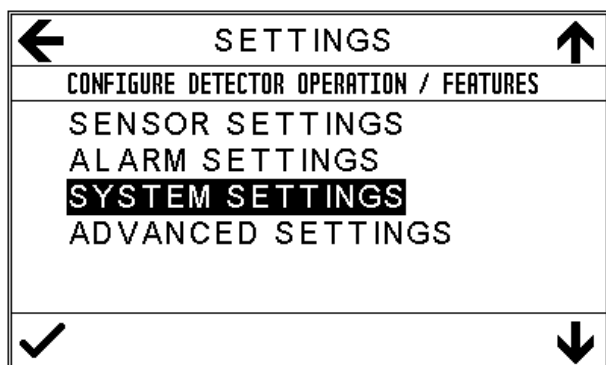 SETTINGS
CONFIGURE DETECTOR OPERATION / FEATURES
SENSOR SETTINGS
ALARM SETTINGS
SYSTEM SETTINGS
ADVANCED SETTINGS